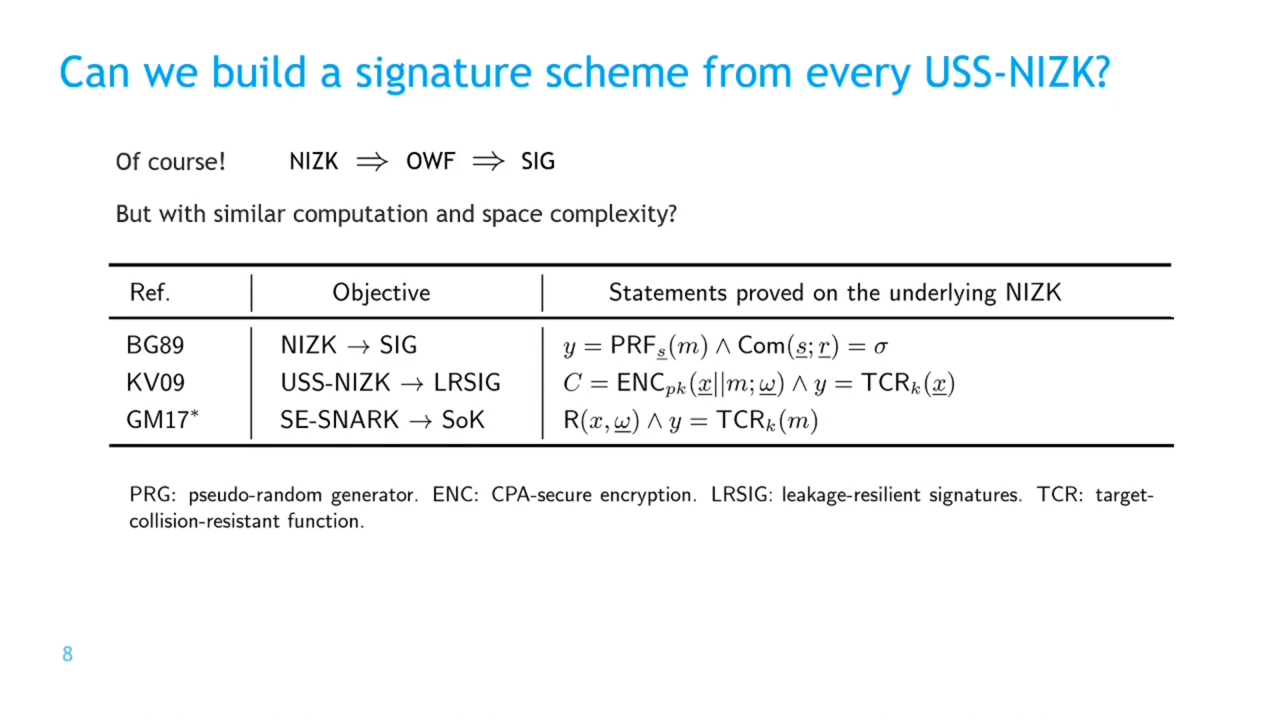 Can we build a signature scheme from every USS-NIZK?
Of course! NIZK ⟹ OWF ⟹ SIG
But with similar computation and space complexity?
Ref. Objective Statements proved on the underlying NIZK
BG89 NIZK → SIG y = PRF_s̲(m) ∧ Com(s̲; r̲) = σ
KV09 USS-NIZK → LRSIG C = ENC_pk(x̲||m; ω̲) ∧ y = TCR_k(x̲)
GM17* SE-SNARK → SoK R(x, ω̲) ∧ y = TCR_k(m)
PRG: pseudo-random generator. ENC: CPA-secure encryption. LRSIG: leakage-resilient signatures. TCR: target-
collision-resistant function.
8